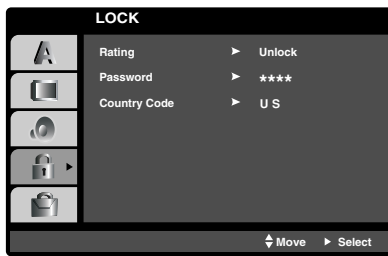 LOCK
Rating ► Unlock
Password ► ****
Country Code ► U S
Move ► Select